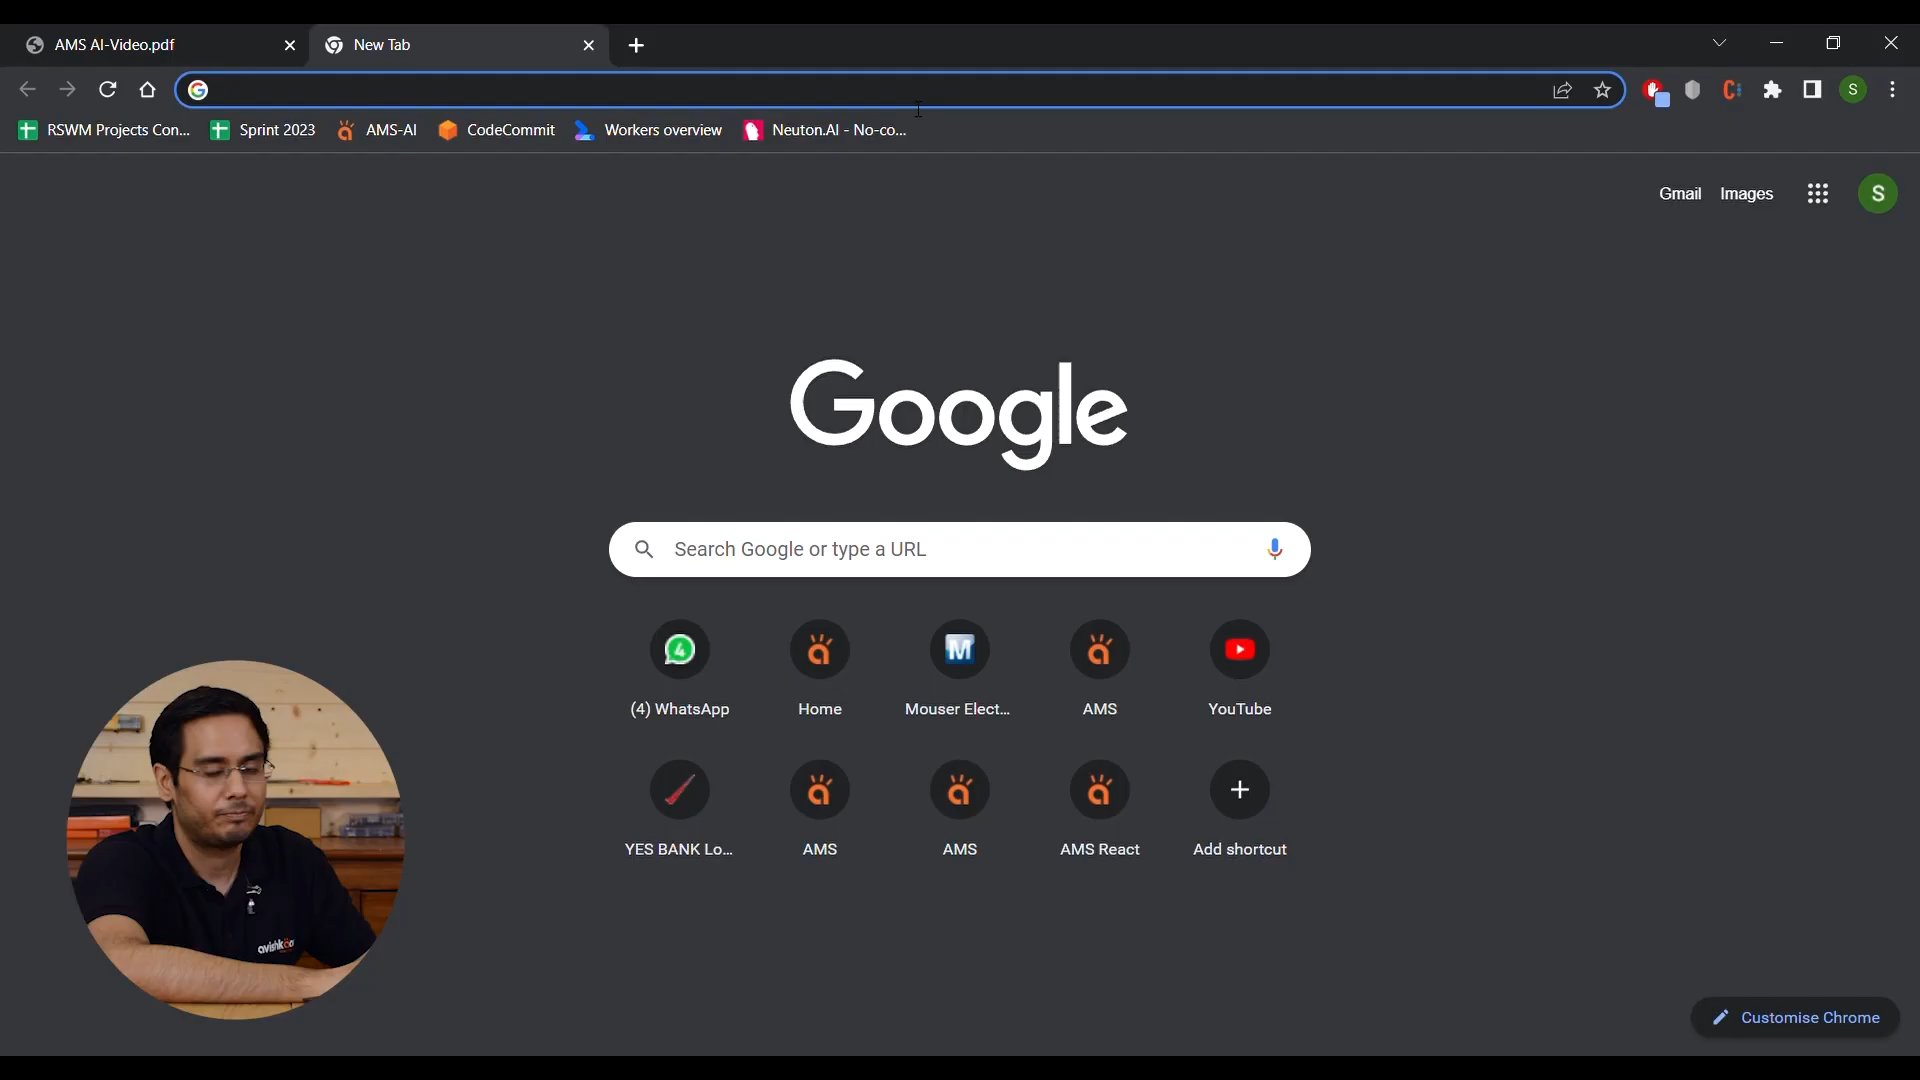 AMS AI-Video.pdf
New Tab
RSWM Projects Con...
Sprint 2023
AMS-AI
CodeCommit
Workers overview
Neuton.AI - No-co...
S
Gmail
Images
S
Google
Search Google or type a URL
4
M
(4) WhatsApp
Home
Mouser Elect...
AMS
YouTube
YES BANK Lo...
AMS
AMS
AMS React
Add shortcut
avishkaar
Customise Chrome